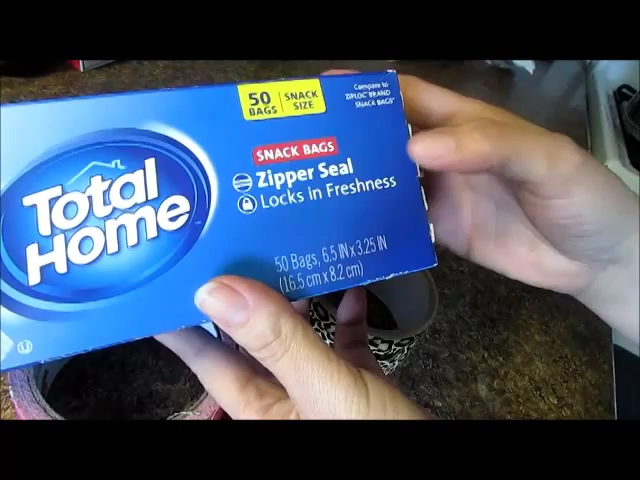 50 BAGS
SNACK SIZE
Compare to
ZIPLOC® BRAND
SNACK BAGS*
SNACK BAGS
Zipper Seal
Locks in Freshness
Total
Home
50 Bags, 6.5 IN x 3.25 IN
(16.5 cm x 8.2 cm)